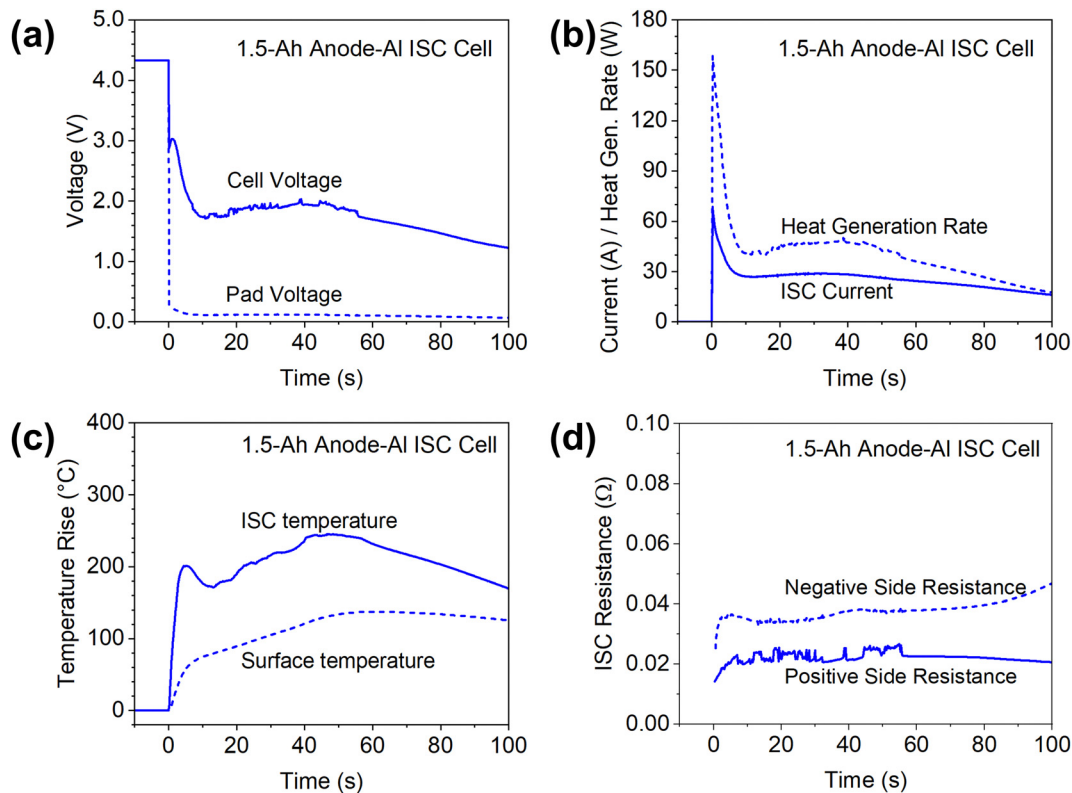 (a)
1.5-Ah Anode-Al ISC Cell
Voltage (V)
5.0
4.0
3.0
2.0
1.0
0.0
Cell Voltage
Pad Voltage
0 20 40 60 80 100
Time (s)
(b)
1.5-Ah Anode-Al ISC Cell
Current (A) / Heat Gen. Rate (W)
180
150
120
90
60
30
0
Heat Generation Rate
ISC Current
0 20 40 60 80 100
Time (s)
(c)
1.5-Ah Anode-Al ISC Cell
Temperature Rise (°C)
400
300
200
100
0
ISC temperature
Surface temperature
0 20 40 60 80 100
Time (s)
(d)
1.5-Ah Anode-Al ISC Cell
ISC Resistance (Ω)
0.10
0.08
0.06
0.04
0.02
0.00
Negative Side Resistance
Positive Side Resistance
0 20 40 60 80 100
Time (s)